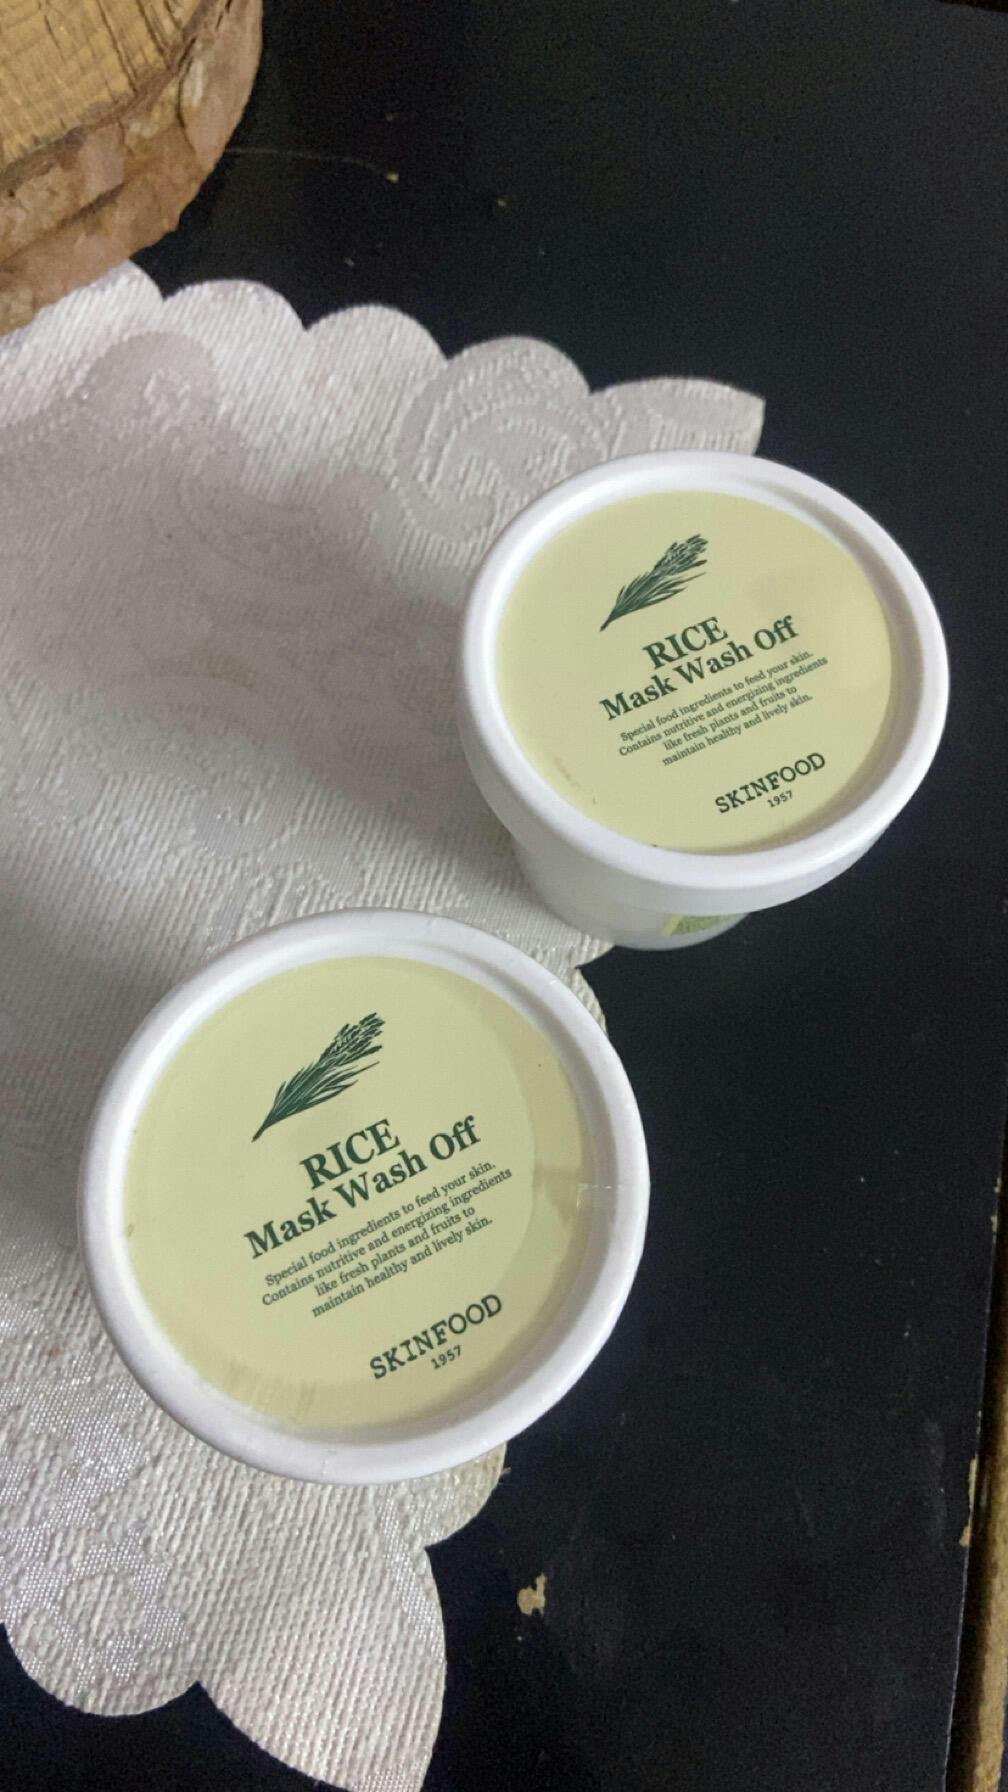 RICE
Mask Wash Off
Special food ingredients to feed your skin.
Contains nutritive and energizing ingredients
like fresh plants and fruits to
maintain healthy and lively skin.
SKINFOOD
1957
RICE
Mask Wash Off
Special food ingredients to feed your skin.
Contains nutritive and energizing ingredients
like fresh plants and fruits to
maintain healthy and lively skin.
SKINFOOD
1957